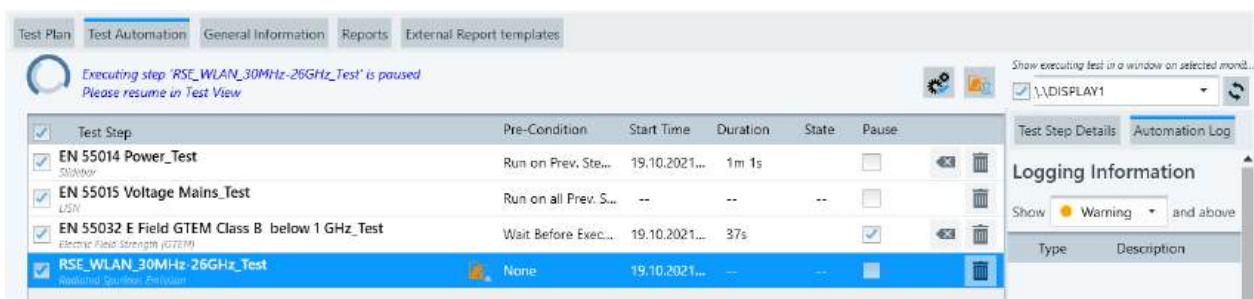 Test Plan Test Automation General Information Reports External Report templates
Executing step 'RSE_WLAN_30MHz-26GHz_Test' is paused
Please resume in Test View
Show executing test in a window on selected monit...
\\.\DISPLAY1
Test Step Pre-Condition Start Time Duration State Pause
EN 55014 Power_Test Run on Prev. Ste... 19.10.2021... 1m 1s
Slidebar
EN 55015 Voltage Mains_Test Run on all Prev. S... -- -- --
LISN
EN 55032 E Field GTEM Class B below 1 GHz_Test Wait Before Exec... 19.10.2021... 37s
Electric Field Strength (GTEM)
RSE_WLAN_30MHz-26GHz_Test None 19.10.2021... -- --
Radiated Spurious Emission
Test Step Details Automation Log
Logging Information
Show Warning and above
Type Description